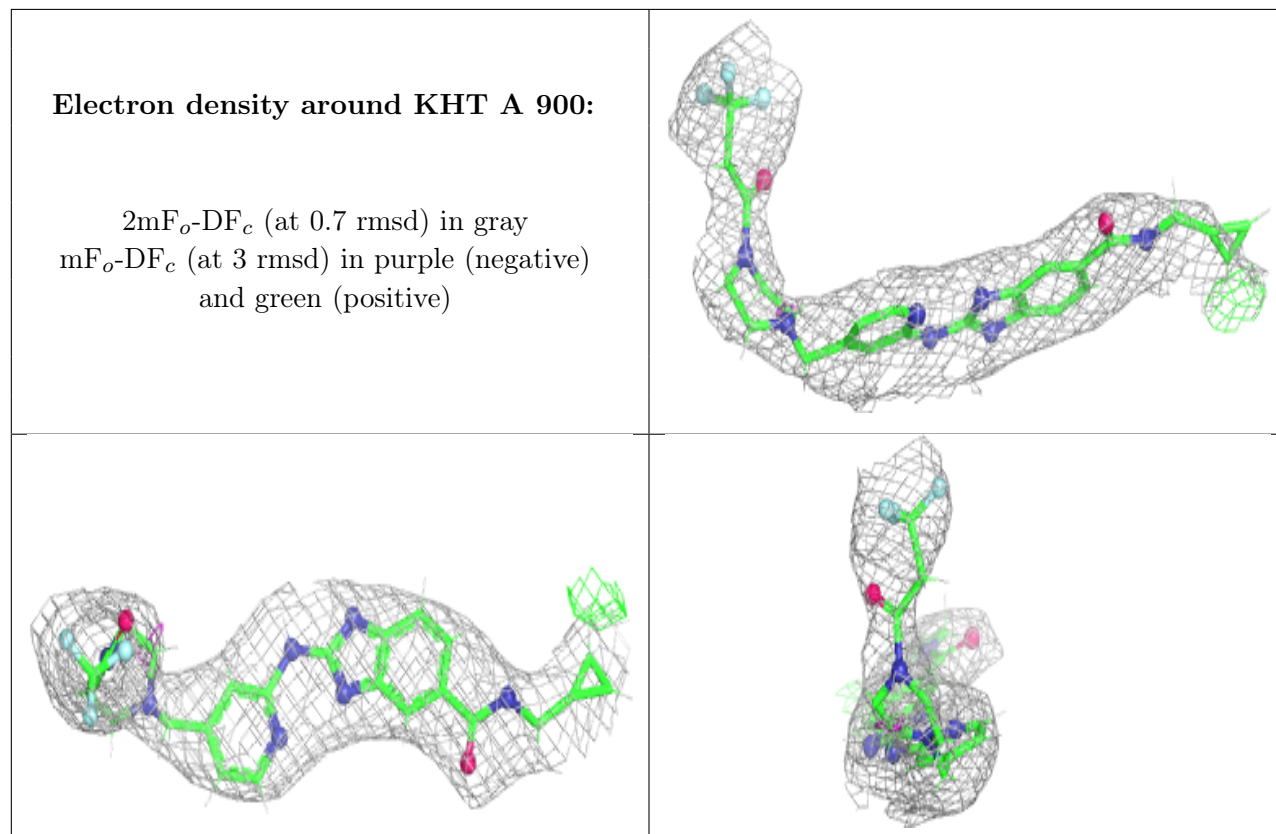 Electron density around KHT A 900:
2mFo-DFc (at 0.7 rmsd) in gray
mFo-DFc (at 3 rmsd) in purple (negative)
and green (positive)